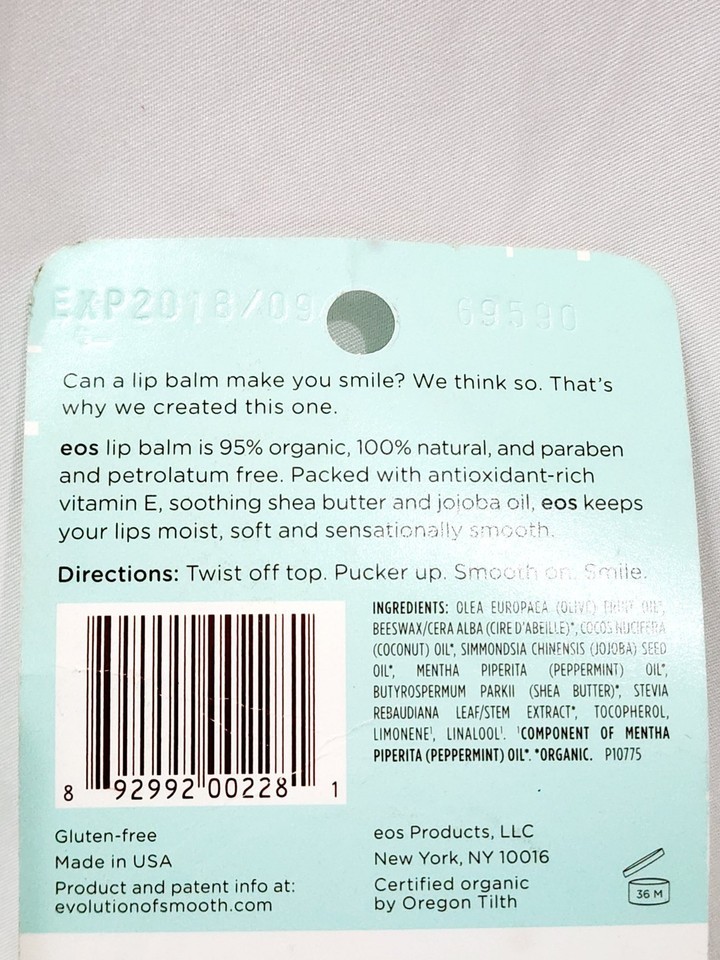 EXP2018/09 69590
Can a lip balm make you smile? We think so. That's
why we created this one.
eos lip balm is 95% organic, 100% natural, and paraben
and petrolatum free. Packed with antioxidant-rich
vitamin E, soothing shea butter and jojoba oil, eos keeps
your lips moist, soft and sensationally smooth.
Directions: Twist off top. Pucker up. Smooth on. Smile.
INGREDIENTS: OLEA EUROPAEA (OLIVE) FRUIT OIL*,
BEESWAX/CERA ALBA (CIRE D'ABEILLE)*, COCOS NUCIFERA
(COCONUT) OIL*, SIMMONDSIA CHINENSIS (JOJOBA) SEED
OIL*, MENTHA PIPERITA (PEPPERMINT) OIL*,
BUTYROSPERMUM PARKII (SHEA BUTTER)*, STEVIA
REBAUDIANA LEAF/STEM EXTRACT*, TOCOPHEROL,
LIMONENE¹, LINALOOL¹. ¹COMPONENT OF MENTHA
PIPERITA (PEPPERMINT) OIL*. *ORGANIC. P10775
8 92992 00228 1
Gluten-free
Made in USA
Product and patent info at:
evolutionofsmooth.com
eos Products, LLC
New York, NY 10016
Certified organic
by Oregon Tilth
36 M